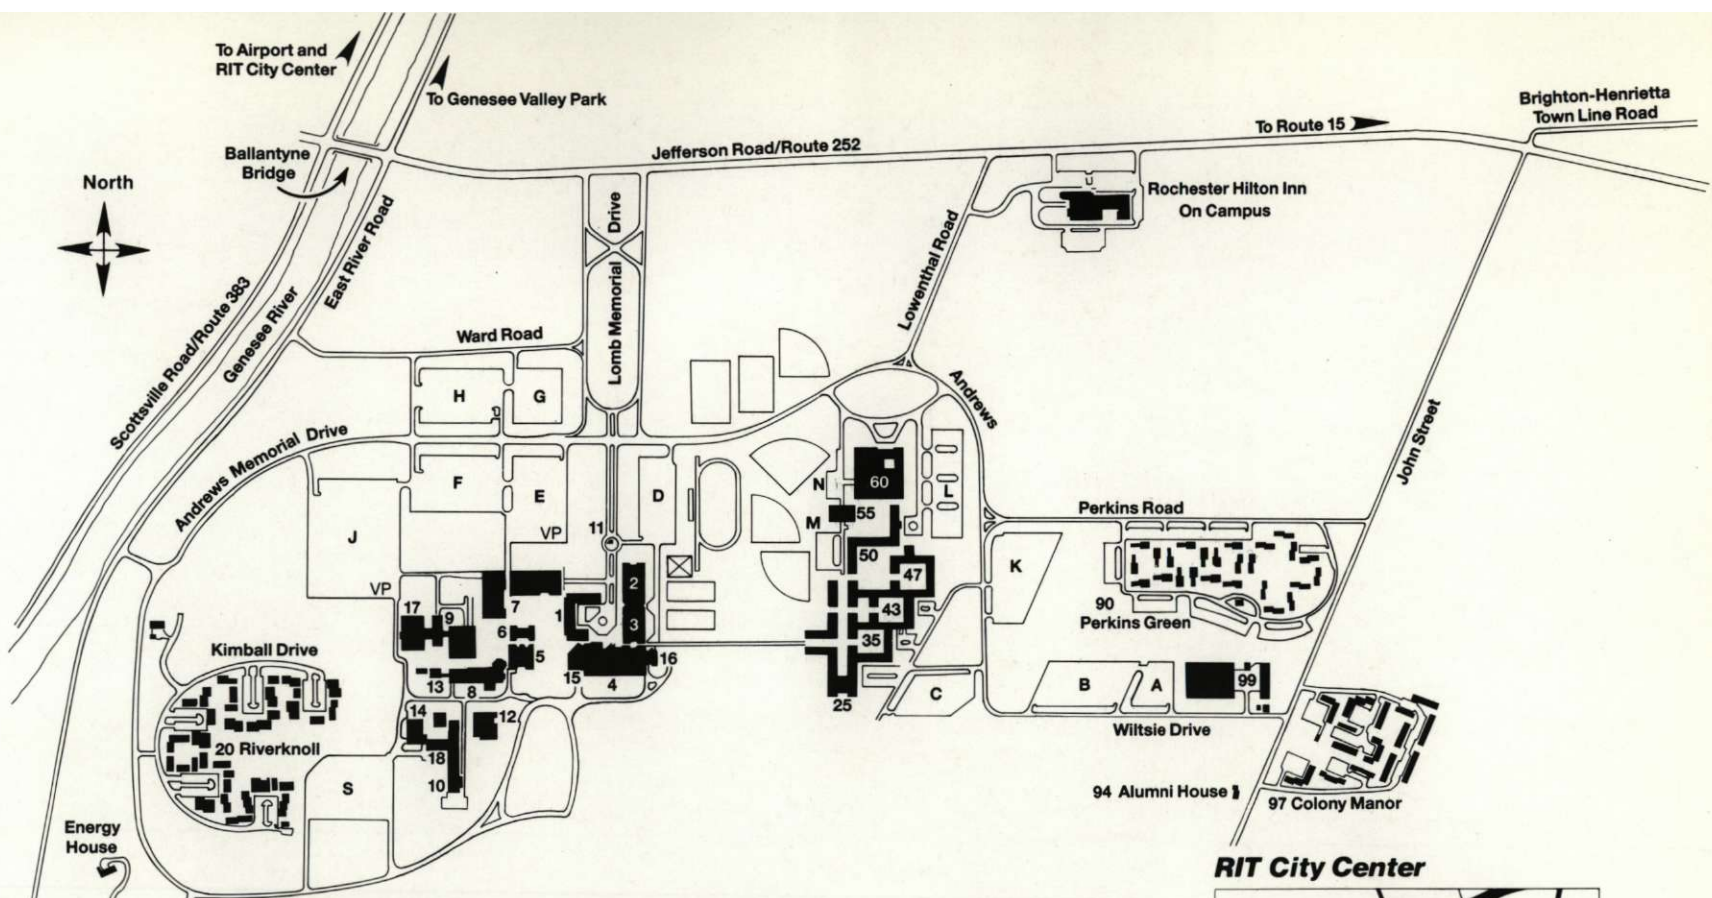 To Airport and
RIT City Center
To Genesee Valley Park
Brighton-Henrietta
Town Line Road
To Route 15
Jefferson Road/Route 252
Ballantyne
Bridge
North
Rochester Hilton Inn
On Campus
Scottsville Road/Route 383
Genesee River
East River Road
Lomb Memorial Drive
Lowenthal Road
Ward Road
H
G
Andrews
Andrews Memorial Drive
John Street
F
E
D
N
60
L
J
VP
11
M
55
Perkins Road
50
K
VP
2
47
17
9
7
1
3
43
90
Perkins Green
6
35
Kimball Drive
5
16
13
8
15
4
C
B
A
99
25
14
12
Wiltsie Drive
20 Riverknoll
18
10
S
94 Alumni House
97 Colony Manor
Energy
House
RIT City Center